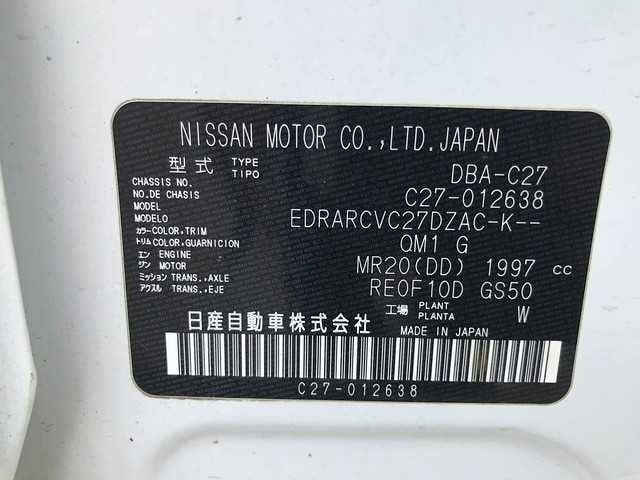 NISSAN MOTOR CO.,LTD.JAPAN
型式 TYPE TIPO DBA-C27
CHASSIS NO. NO.DE CHASIS C27-012638
MODEL MODELO EDRARCVC27DZAC-K--
カラー COLOR,TRIM トリム COLOR,GUARNICION QM1 G
エン ENGINE ジン MOTOR MR20(DD) 1997 cc
ミッション TRANS.,AXLE アクスル TRANS.,EJE RE0F10D GS50
工場 PLANT PLANTA W
日産自動車株式会社 MADE IN JAPAN
C27-012638